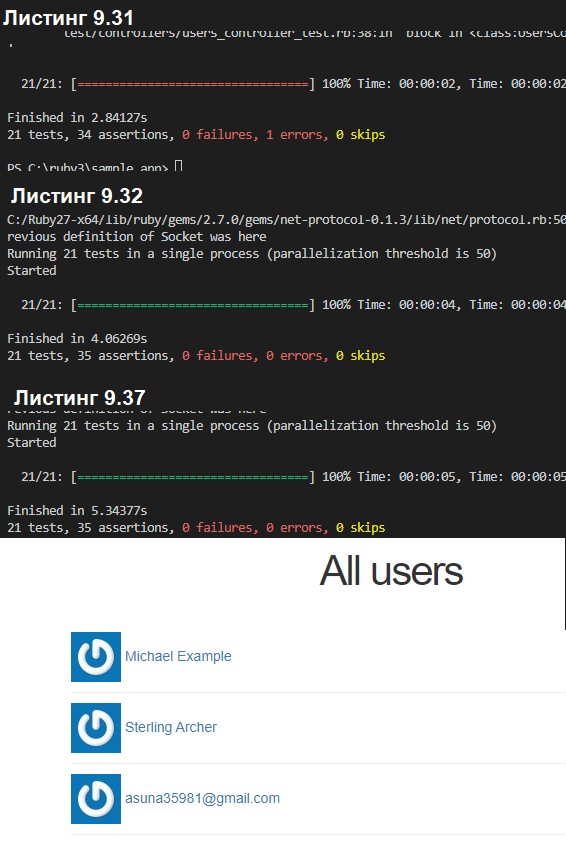 Листинг 9.31
test/controllers/users_controller_test.rb:38:in `block in <class:UsersCo
'
21/21: [=================================] 100% Time: 00:00:02, Time: 00:00:02
Finished in 2.84127s
21 tests, 34 assertions, 0 failures, 1 errors, 0 skips
PS C:\ruby3\sample_app>
Листинг 9.32
C:/Ruby27-x64/lib/ruby/gems/2.7.0/gems/net-protocol-0.1.3/lib/net/protocol.rb:50
revious definition of Socket was here
Running 21 tests in a single process (parallelization threshold is 50)
Started
21/21: [=================================] 100% Time: 00:00:04, Time: 00:00:04
Finished in 4.06269s
21 tests, 35 assertions, 0 failures, 0 errors, 0 skips
Листинг 9.37
revious definition of Socket was here
Running 21 tests in a single process (parallelization threshold is 50)
Started
21/21: [=================================] 100% Time: 00:00:05, Time: 00:00:05
Finished in 5.34377s
21 tests, 35 assertions, 0 failures, 0 errors, 0 skips
All users
Michael Example
Sterling Archer
asuna35981@gmail.com